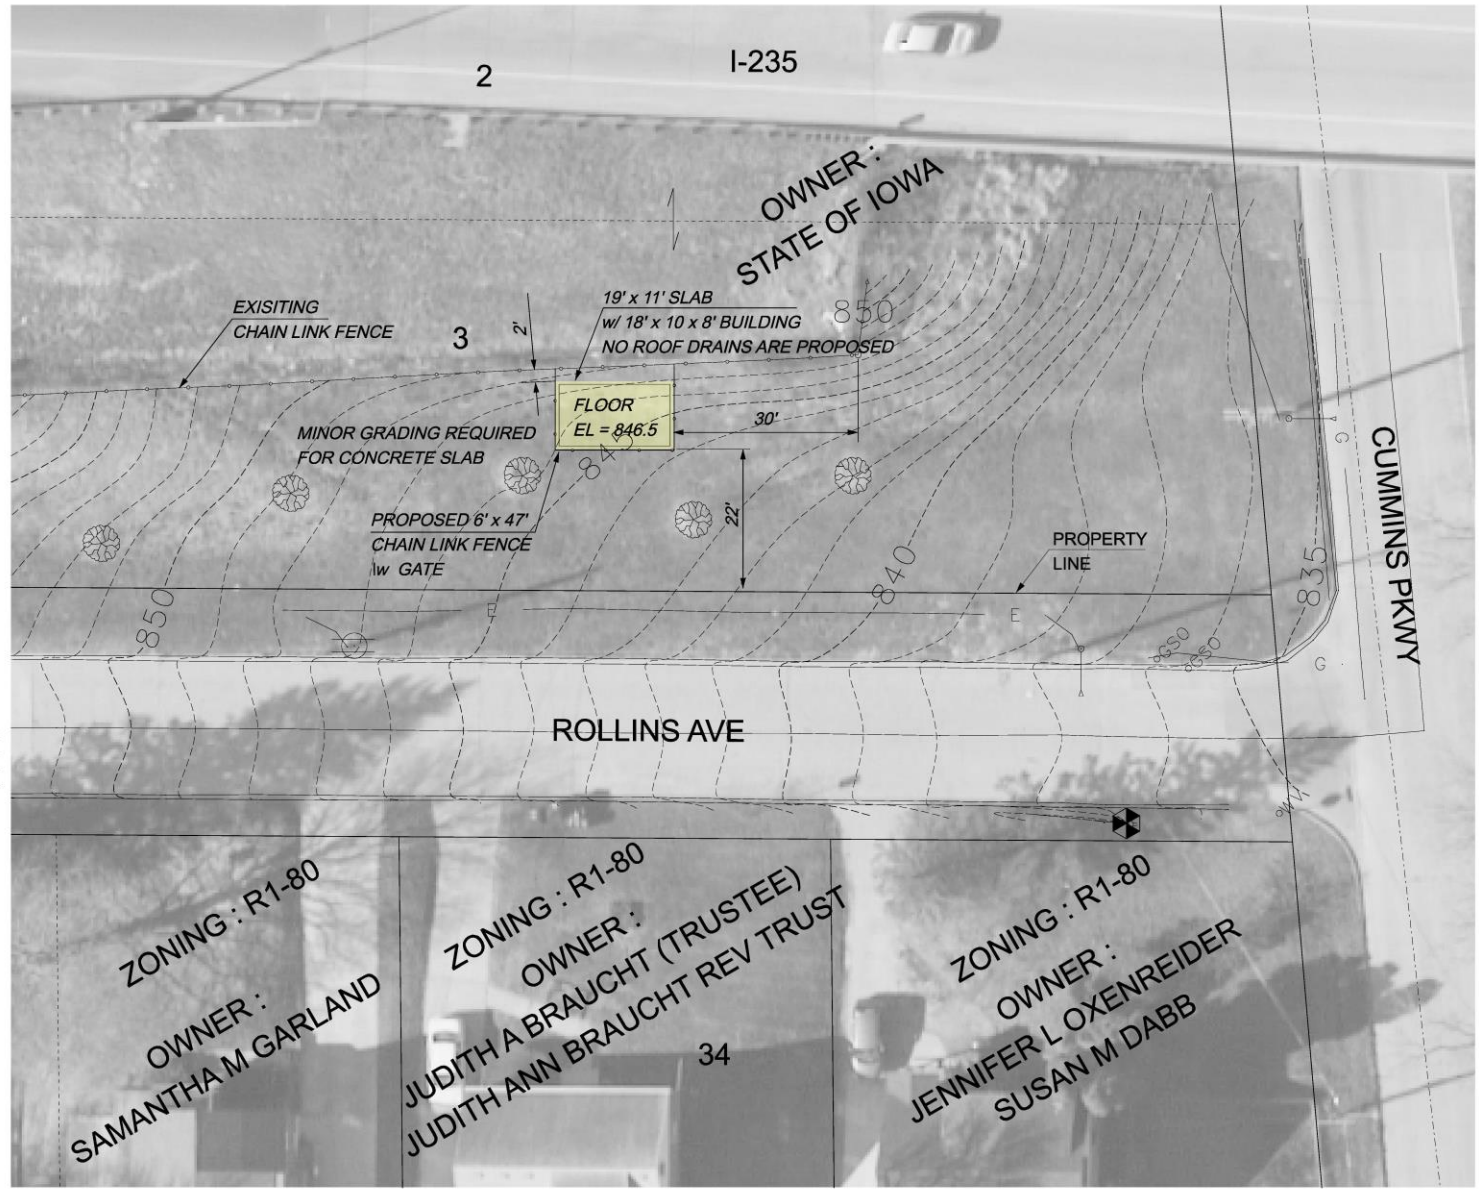 2
I-235
OWNER :
STATE OF IOWA
EXISITING
CHAIN LINK FENCE
3
2'
19' x 11' SLAB
w/ 18' x 10 x 8' BUILDING
NO ROOF DRAINS ARE PROPOSED
850
FLOOR
EL = 846.5
30'
MINOR GRADING REQUIRED
FOR CONCRETE SLAB
845
22'
PROPOSED 6' x 47'
CHAIN LINK FENCE
\w GATE
PROPERTY
LINE
G
CUMMINS PKWY
850
840
835
E
E
GSO
GSO
G
ROLLINS AVE
WH
ZONING : R1-80
OWNER :
SAMANTHA M GARLAND
ZONING : R1-80
OWNER :
JUDITH A BRAUCHT (TRUSTEE)
JUDITH ANN BRAUCHT REV TRUST
34
ZONING : R1-80
OWNER :
JENNIFER L OXENREIDER
SUSAN M DABB